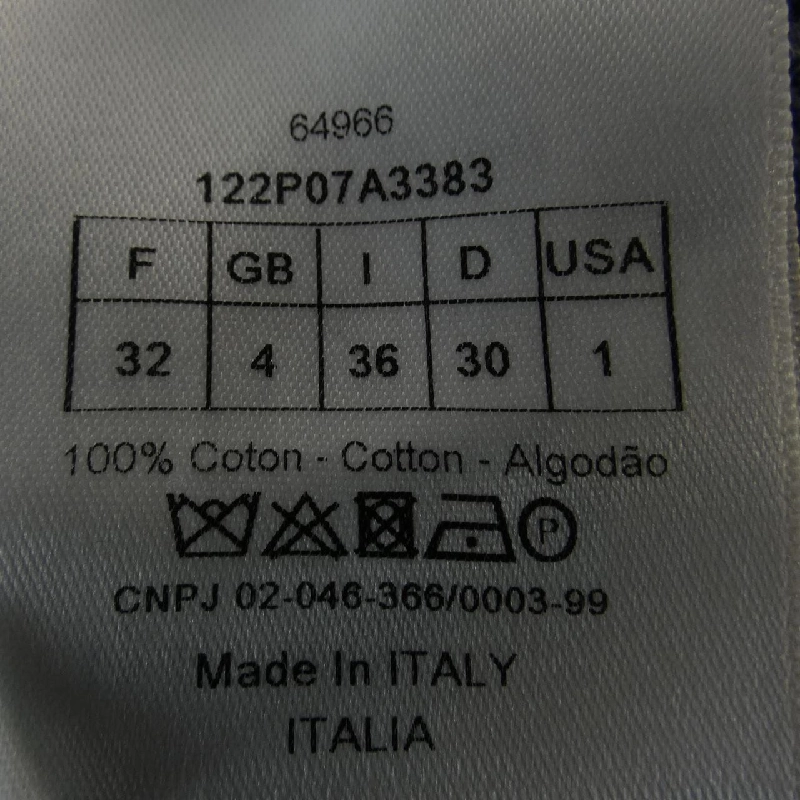 64966
122P07A3383
F GB I D USA
32 4 36 30 1
100% Coton - Cotton - Algodão
P
CNPJ 02-046-366/0003-99
Made In ITALY
ITALIA